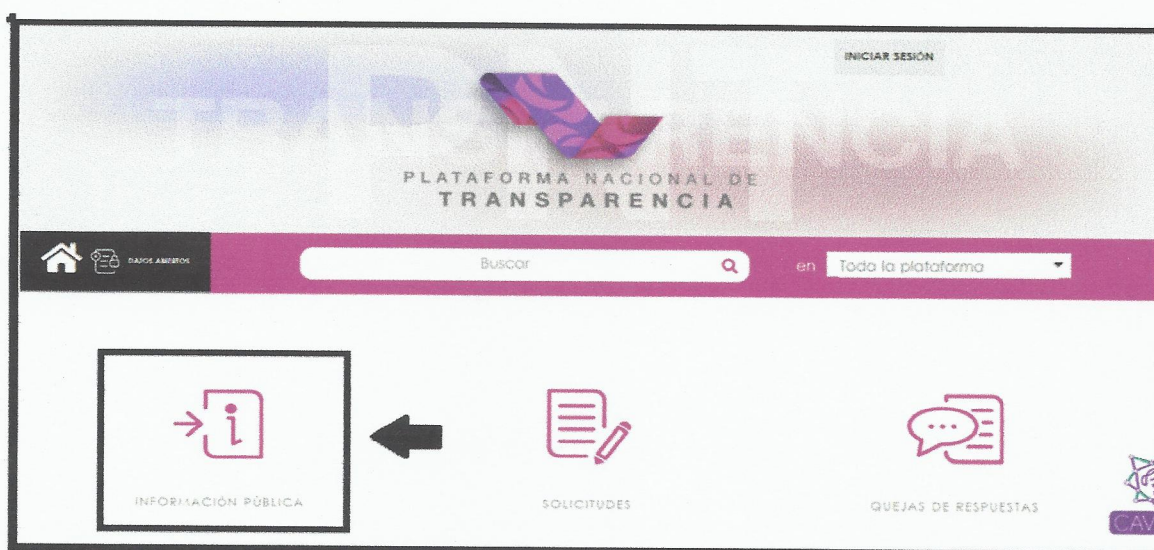 INICIAR SESIÓN
PLATAFORMA NACIONAL DE
TRANSPARENCIA
DATOS ABIERTOS
Buscar
en Toda la plataforma
INFORMACIÓN PÚBLICA
SOLICITUDES
QUEJAS DE RESPUESTAS